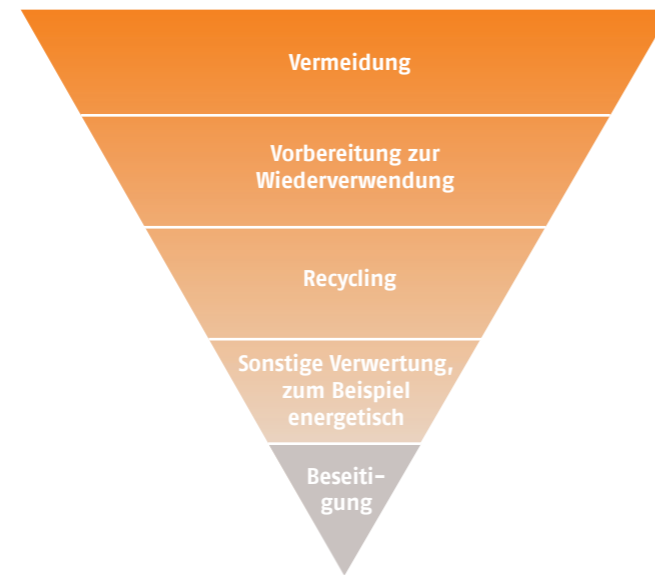 Vermeidung
Vorbereitung zur
Wiederverwendung
Recycling
Sonstige Verwertung,
zum Beispiel
energetisch
Beseiti-
gung